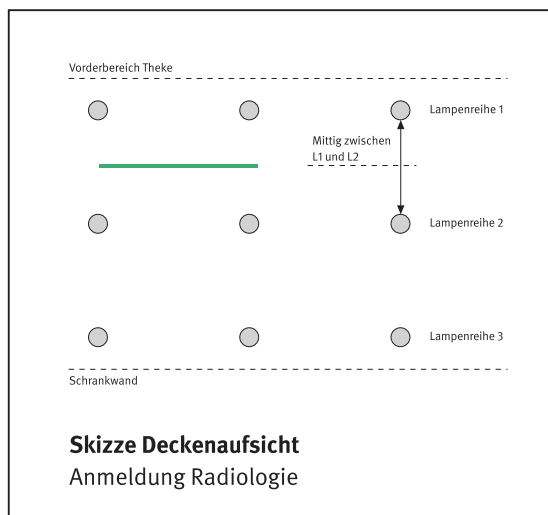 Vorderbereich Theke
Lampenreihe 1
Mittig zwischen
L1 und L2
Lampenreihe 2
Lampenreihe 3
Schrankwand
Skizze Deckenaufsicht
Anmeldung Radiologie